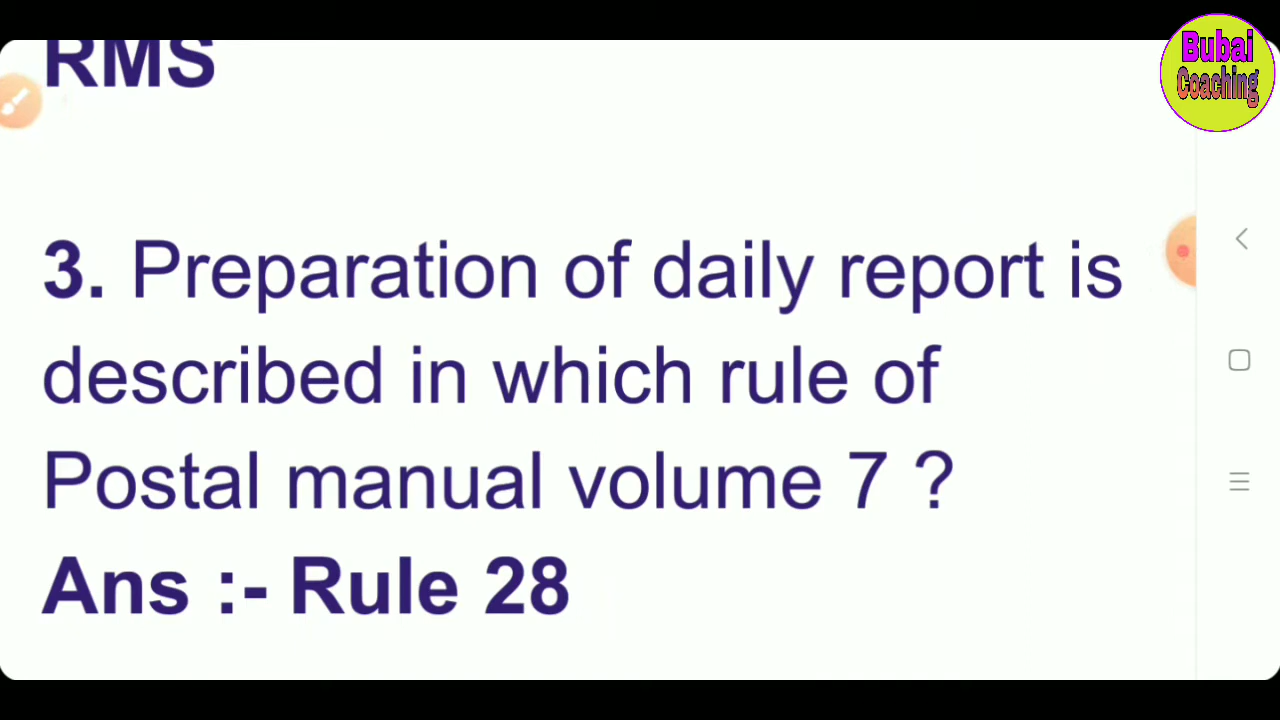 RMS
Bubai
Coaching
3. Preparation of daily report is
described in which rule of
Postal manual volume 7 ?
Ans :- Rule 28